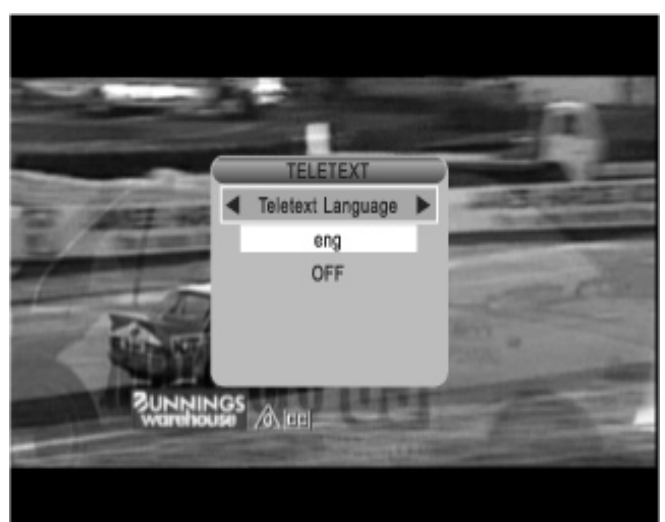 TELETEXT
Teletext Language
eng
OFF
BUNNINGS
warehouse